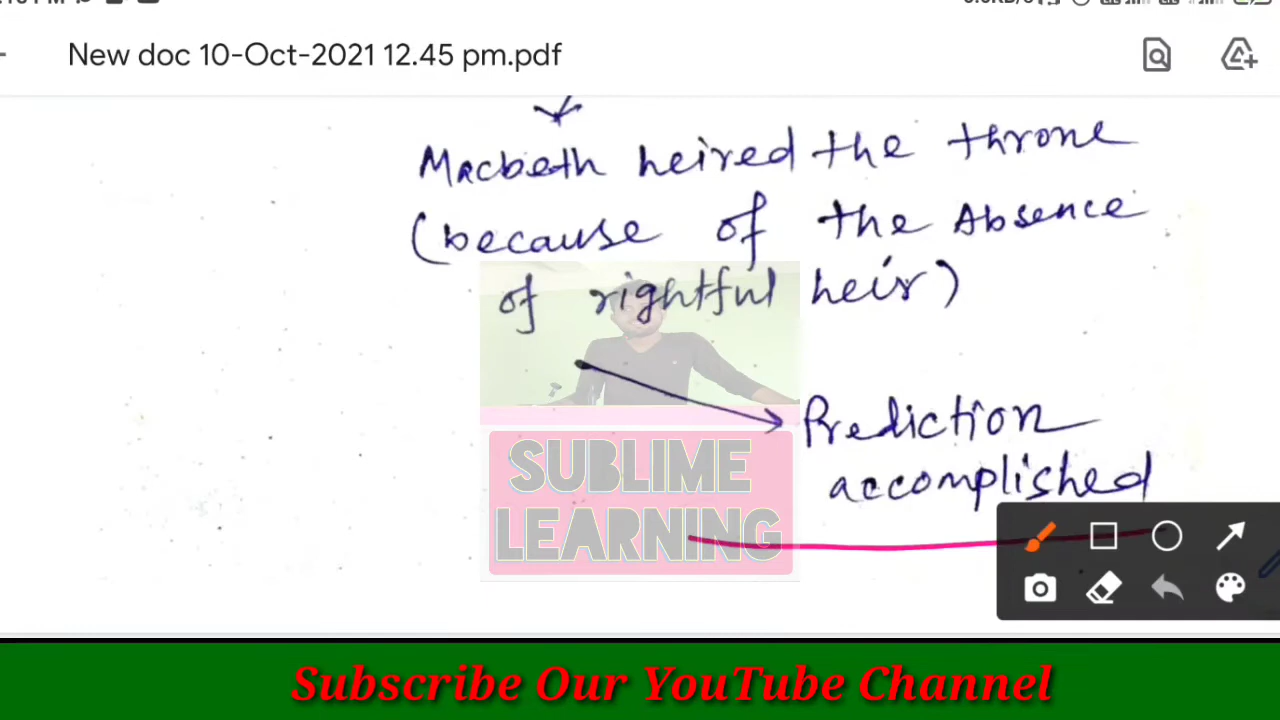 New doc 10-Oct-2021 12.45 pm.pdf
Macbeth heired the throne
(because of the Absence
of rightful heir)
Prediction
accomplished
SUBLIME
LEARNING
Subscribe Our YouTube Channel